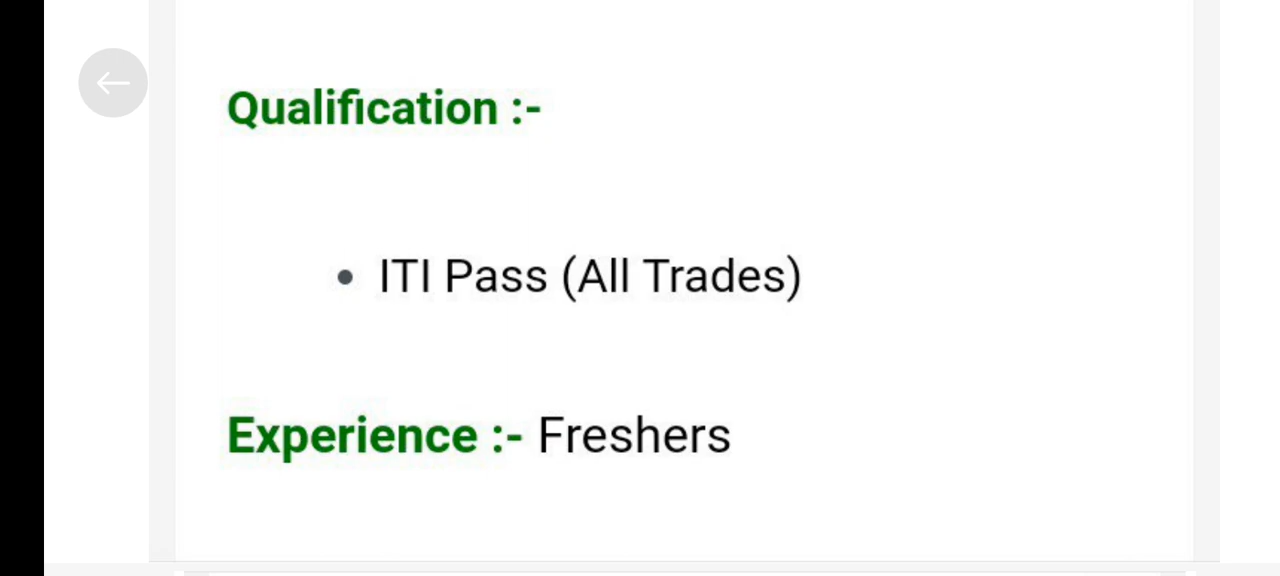 Qualification :-
• ITI Pass (All Trades)
Experience :- Freshers